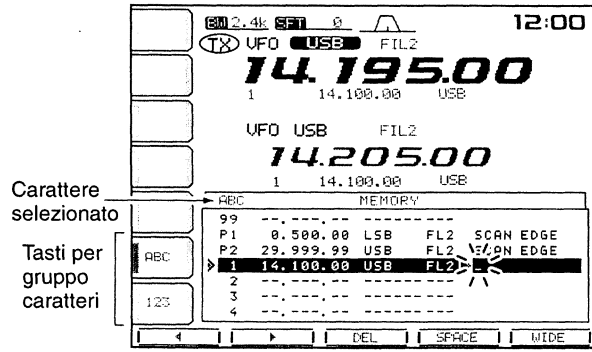 BW 2.4k SFT 0 12:00
TX VFO USB FIL2
14.195.00
1 14.100.00 USB
VFO USB FIL2
14.205.00
1 14.100.00 USB
Carattere
selezionato
ABC MEMORY
99 --.---.-- --------
P1 0.500.00 LSB FL2 SCAN EDGE
P2 29.999.99 USB FL2 SCAN EDGE
1 14.100.00 USB FL2 _
2 --.---.-- --------
3 --.---.-- --------
4 --.---.-- --------
Tasti per
gruppo
caratteri
ABC
123
DEL SPACE WIDE